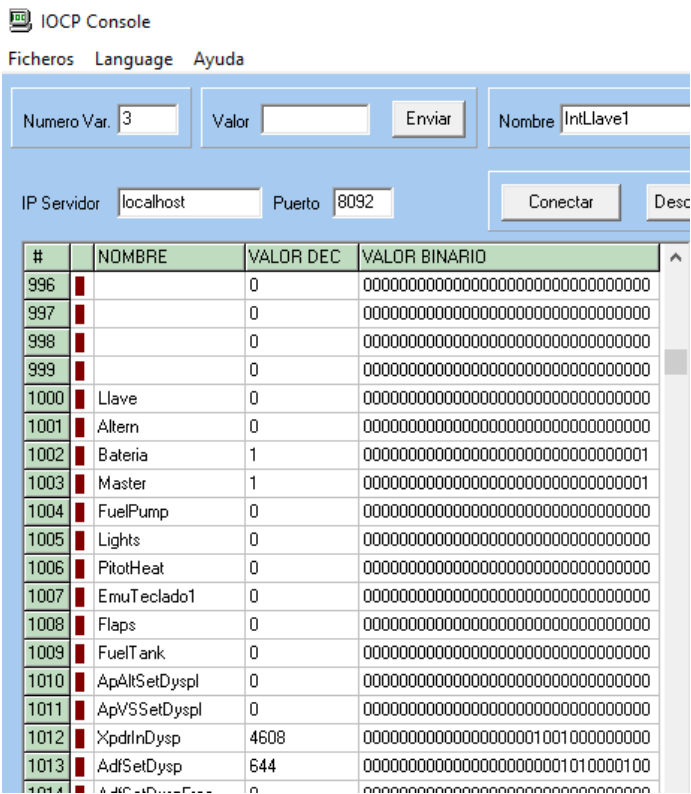 IOCP Console
Ficheros Language Ayuda
Numero Var. 3 Valor Enviar Nombre IntLlave1
IP Servidor localhost Puerto 8092 Conectar
# NOMBRE VALOR DEC VALOR BINARIO
996 0 00000000000000000000000000000000
997 0 00000000000000000000000000000000
998 0 00000000000000000000000000000000
999 0 00000000000000000000000000000000
1000 Llave 0 00000000000000000000000000000000
1001 Altern 0 00000000000000000000000000000000
1002 Bateria 1 00000000000000000000000000000001
1003 Master 1 00000000000000000000000000000001
1004 FuelPump 0 00000000000000000000000000000000
1005 Lights 0 00000000000000000000000000000000
1006 PitotHeat 0 00000000000000000000000000000000
1007 EmuTeclado1 0 00000000000000000000000000000000
1008 Flaps 0 00000000000000000000000000000000
1009 FuelTank 0 00000000000000000000000000000000
1010 ApAltSetDyspl 0 00000000000000000000000000000000
1011 ApVSSetDyspl 0 00000000000000000000000000000000
1012 XpdrInDysp 4608 00000000000000000001001000000000
1013 AdfSetDysp 644 00000000000000000000001010000100